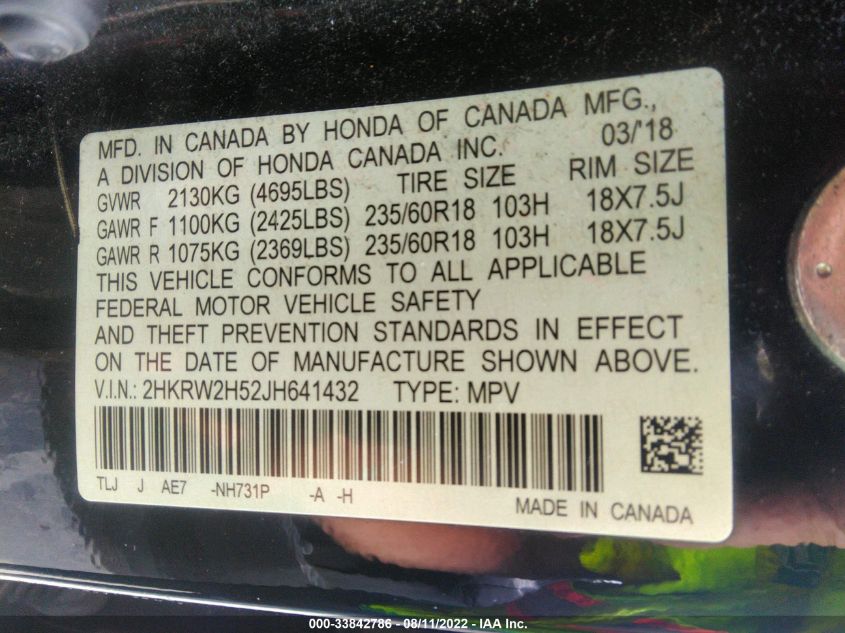 MFD. IN CANADA BY HONDA OF CANADA MFG.,
A DIVISION OF HONDA CANADA INC. 03/'18
GVWR 2130KG (4695LBS) TIRE SIZE RIM SIZE
GAWR F 1100KG (2425LBS) 235/60R18 103H 18X7.5J
GAWR R 1075KG (2369LBS) 235/60R18 103H 18X7.5J
THIS VEHICLE CONFORMS TO ALL APPLICABLE
FEDERAL MOTOR VEHICLE SAFETY
AND THEFT PREVENTION STANDARDS IN EFFECT
ON THE DATE OF MANUFACTURE SHOWN ABOVE.
V.I.N.: 2HKRW2H52JH641432 TYPE: MPV
TLJ J AE7 -NH731P -A -H
MADE IN CANADA
000-33842786 - 08/11/2022 - IAA Inc.